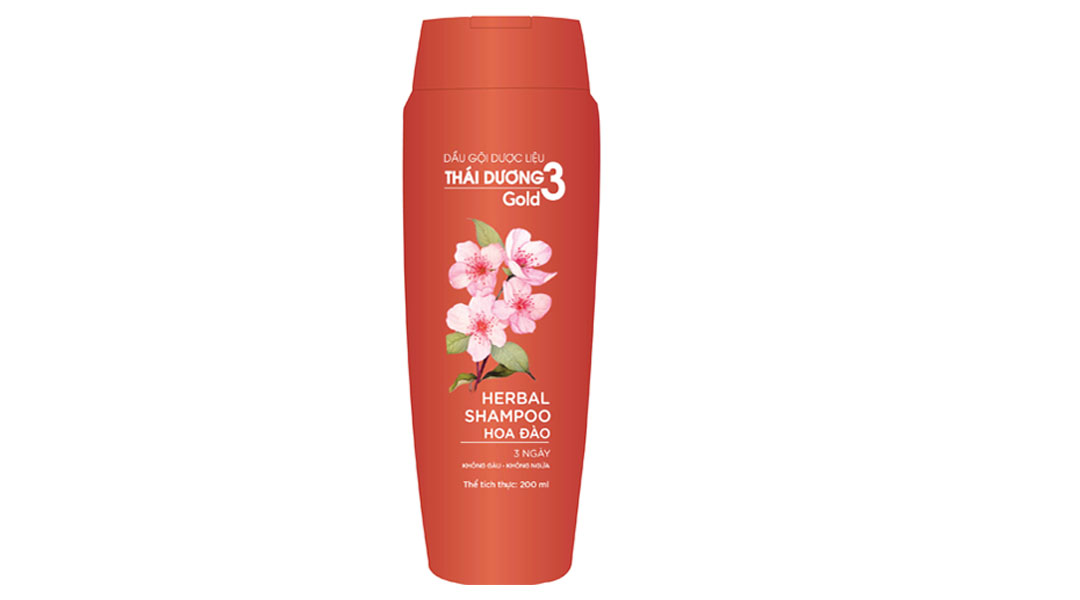 DẦU GỘI DƯỢC LIỆU
THÁI DƯƠNG 3
Gold
HERBAL
SHAMPOO
HOA ĐÀO
3 NGÀY
KHÔNG GÀU - KHÔNG NGỨA
Thể tích thực: 200 ml